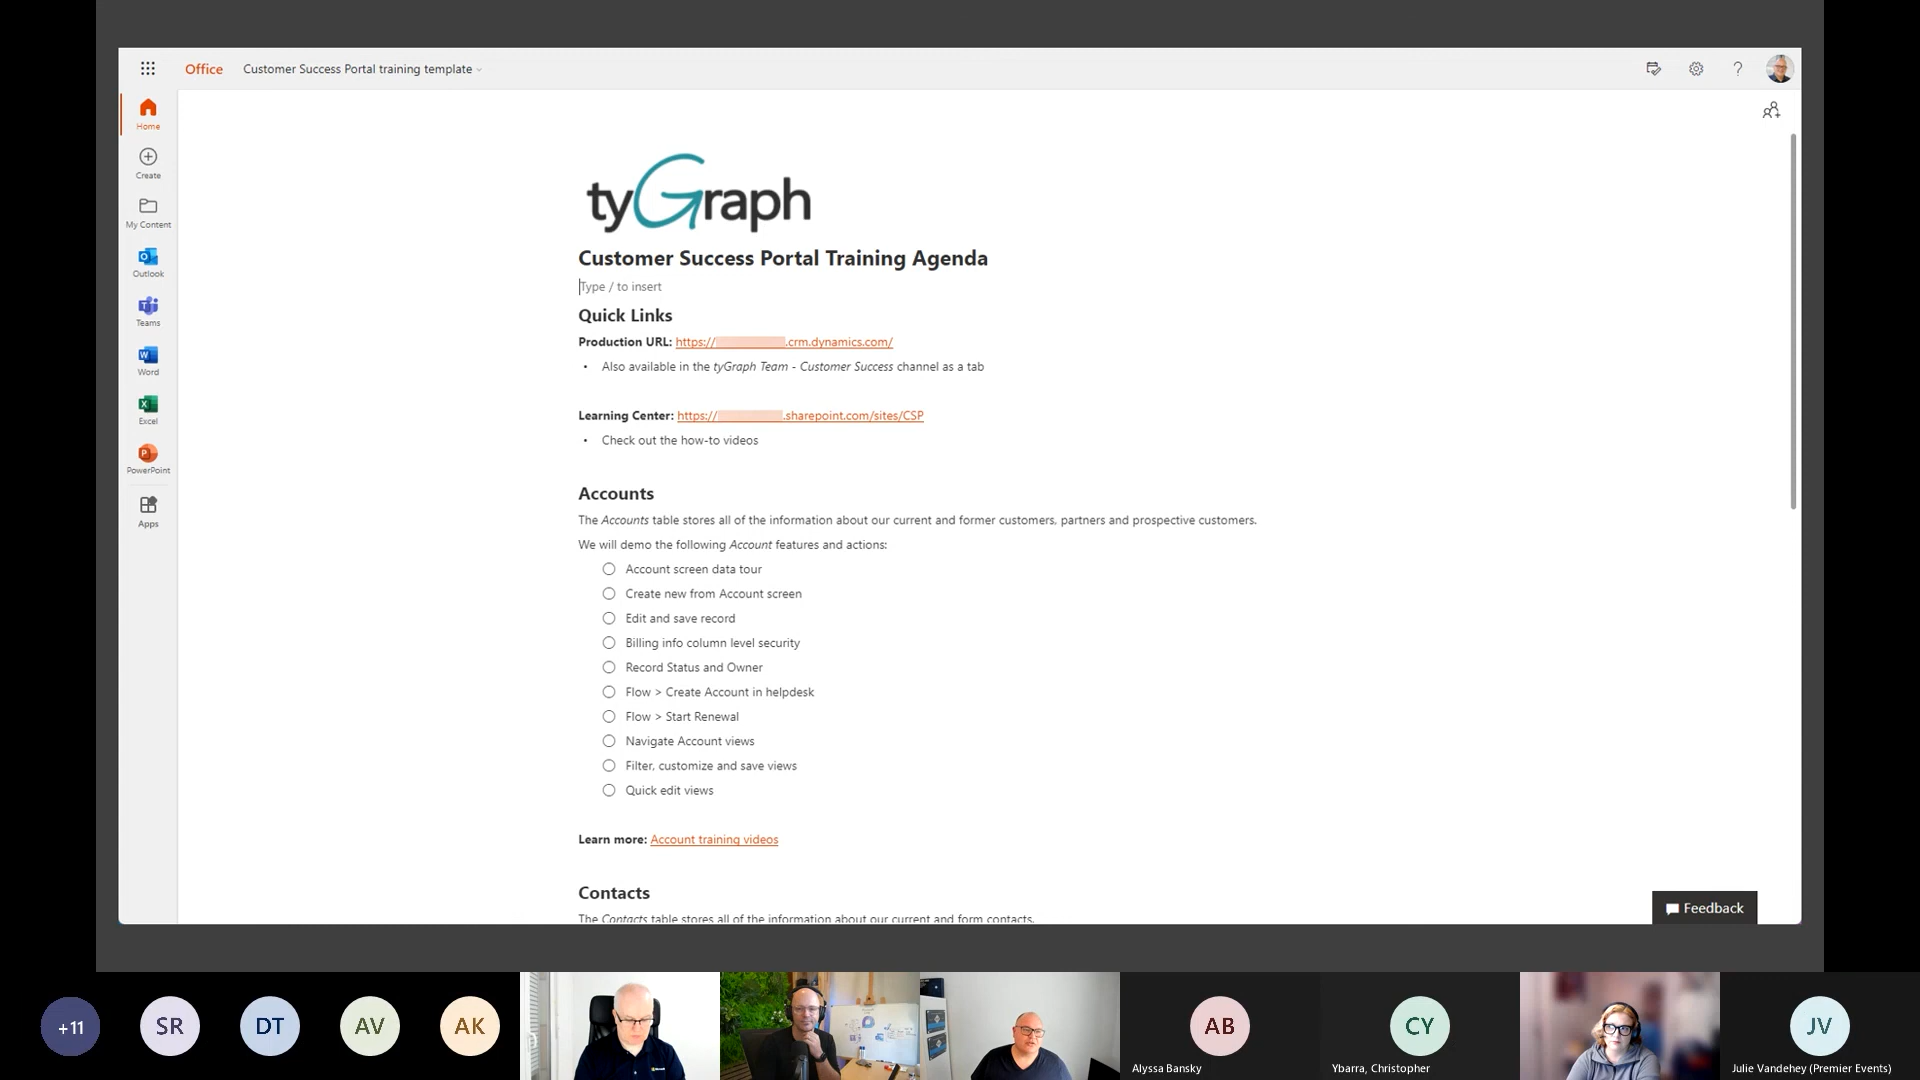 Office
Customer Success Portal training template
Home
Create
My Content
Outlook
Teams
Word
Excel
PowerPoint
Apps
tyGraph
Customer Success Portal Training Agenda
Type / to insert
Quick Links
Production URL: https:// .crm.dynamics.com/
• Also available in the tyGraph Team - Customer Success channel as a tab
Learning Center: https:// .sharepoint.com/sites/CSP
• Check out the how-to videos
Accounts
The Accounts table stores all of the information about our current and former customers, partners and prospective customers.
We will demo the following Account features and actions:
Account screen data tour
Create new from Account screen
Edit and save record
Billing info column level security
Record Status and Owner
Flow > Create Account in helpdesk
Flow > Start Renewal
Navigate Account views
Filter, customize and save views
Quick edit views
Learn more: Account training videos
Contacts
The Contacts table stores all of the information about our current and form contacts.
Feedback
+11
SR
DT
AV
AK
AB
Alyssa Bansky
CY
Ybarra, Christopher
JV
Julie Vandehey (Premier Events)